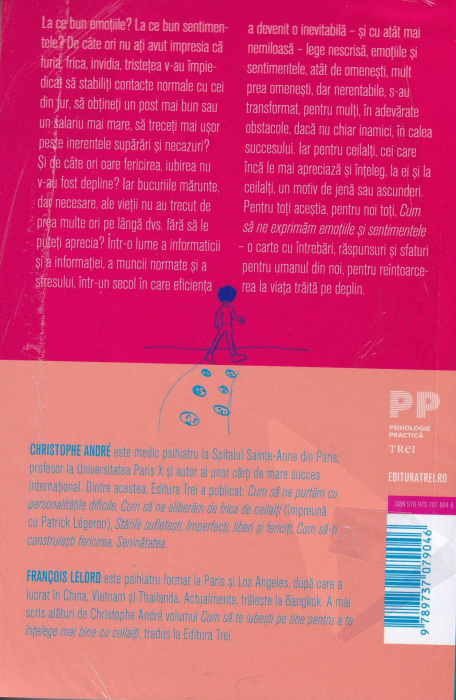 La ce bun emoțiile? La ce bun sentimen-
tele? De câte ori nu ați avut impresia că
furia, frica, invidia, tristețea v-au împie-
dicat să stabiliți contacte normale cu cei
din jur, să obțineți un post mai bun sau
un salariu mai mare, să treceți mai ușor
peste inerentele supărări și necazuri?
Și de câte ori oare fericirea, iubirea nu
v-au fost depline? Iar bucuriile mărunte,
dar necesare, ale vieții nu au trecut de
prea multe ori pe lângă dvs. fără să le
puteți aprecia? Într-o lume a informaticii
și a informației, a muncii normate și a
stresului, într-un secol în care eficiența
a devenit o inevitabilă – și cu atât mai
nemiloasă – lege nescrisă, emoțiile și
sentimentele, atât de omenești, mult
prea omenești, dar nerentabile, s-au
transformat, pentru mulți, în adevărate
obstacole, dacă nu chiar inamici, în calea
succesului. Iar pentru ceilalți, cei care
încă le mai apreciază și înțeleg, la ei și la
ceilalți, un motiv de jenă sau ascunderi.
Pentru toți aceștia, pentru noi toți, Cum
să ne exprimăm emoțiile și sentimentele
– o carte cu întrebări, răspunsuri și sfaturi
pentru umanul din noi, pentru reîntoarce-
rea la viața trăită pe deplin.
PP
PSIHOLOGIE
PRACTICĂ
TREI
EDITURATREI.RO
CHRISTOPHE ANDRÉ este medic psihiatru la Spitalul Sainte-Anne din Paris,
profesor la Universitatea Paris X și autor al unor cărți de mare succes
internațional. Dintre acestea, Editura Trei a publicat: Cum să ne purtăm cu
personalitățile dificile, Cum să ne eliberăm de frica de ceilalți (împreună
cu Patrick Légeron), Stările sufletești, Imperfecți, liberi și fericiți, Cum să-ți
construiești fericirea, Seninătatea.
FRANÇOIS LELORD este psihiatru format la Paris și Los Angeles, după care a
lucrat în China, Vietnam și Thailanda. Actualmente, trăiește la Bangkok. A mai
scris alături de Christophe André volumul Cum să te iubești pe tine pentru a te
înțelege mai bine cu ceilalți, tradus la Editura Trei.
ISBN 978-973-707-904-6
9 789737 079046